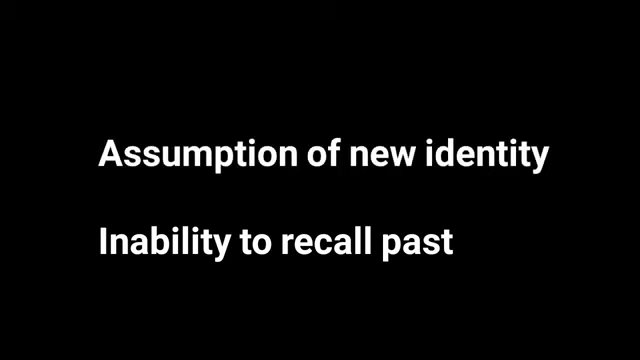 Assumption of new identity
Inability to recall past